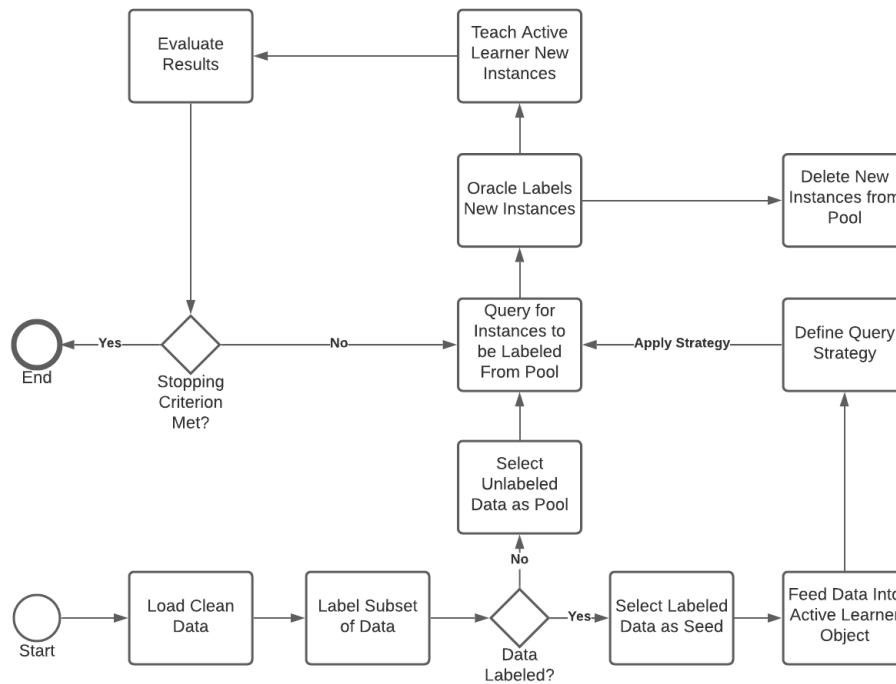 Evaluate
Results
Teach Active
Learner New
Instances
Oracle Labels
New Instances
Delete New
Instances from
Pool
End
Yes
Stopping
Criterion
Met?
No
Query for
Instances to
be Labeled
From Pool
Apply Strategy
Define Query
Strategy
Select
Unlabeled
Data as Pool
No
Start
Load Clean
Data
Label Subset
of Data
Data
Labeled?
Yes
Select Labeled
Data as Seed
Feed Data Into
Active Learner
Object